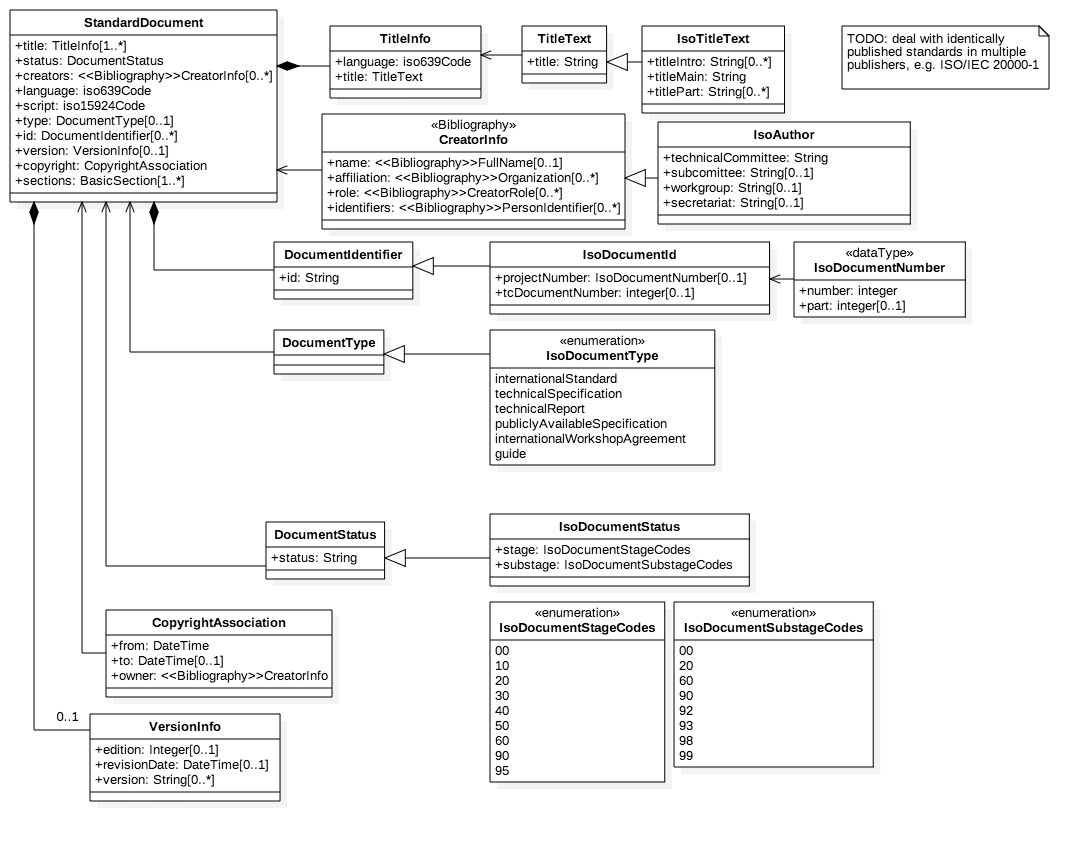 StandardDocument
+title: TitleInfo[1..*]
+status: DocumentStatus
+creators: <<Bibliography>>CreatorInfo[0..*]
+language: iso639Code
+script: iso15924Code
+type: DocumentType[0..1]
+id: DocumentIdentifier[0..*]
+version: VersionInfo[0..1]
+copyright: CopyrightAssociation
+sections: BasicSection[1..*]
TitleInfo
+language: iso639Code
+title: TitleText
TitleText
+title: String
IsoTitleText
+titleIntro: String[0..*]
+titleMain: String
+titlePart: String[0..*]
TODO: deal with identically
published standards in multiple
publishers, e.g. ISO/IEC 20000-1
«Bibliography»
CreatorInfo
+name: <<Bibliography>>FullName[0..1]
+affiliation: <<Bibliography>>Organization[0..*]
+role: <<Bibliography>>CreatorRole[0..*]
+identifiers: <<Bibliography>>PersonIdentifier[0..*]
IsoAuthor
+technicalCommittee: String
+subcomittee: String[0..1]
+workgroup: String[0..1]
+secretariat: String[0..1]
DocumentIdentifier
+id: String
IsoDocumentId
+projectNumber: IsoDocumentNumber[0..1]
+tcDocumentNumber: integer[0..1]
«dataType»
IsoDocumentNumber
+number: integer
+part: integer[0..1]
DocumentType
«enumeration»
IsoDocumentType
internationalStandard
technicalSpecification
technicalReport
publiclyAvailableSpecification
internationalWorkshopAgreement
guide
DocumentStatus
+status: String
IsoDocumentStatus
+stage: IsoDocumentStageCodes
+substage: IsoDocumentSubstageCodes
CopyrightAssociation
+from: DateTime
+to: DateTime[0..1]
+owner: <<Bibliography>>CreatorInfo
«enumeration»
IsoDocumentStageCodes
00
10
20
30
40
50
60
90
95
«enumeration»
IsoDocumentSubstageCodes
00
20
60
90
92
93
98
99
0..1
VersionInfo
+edition: Integer[0..1]
+revisionDate: DateTime[0..1]
+version: String[0..*]